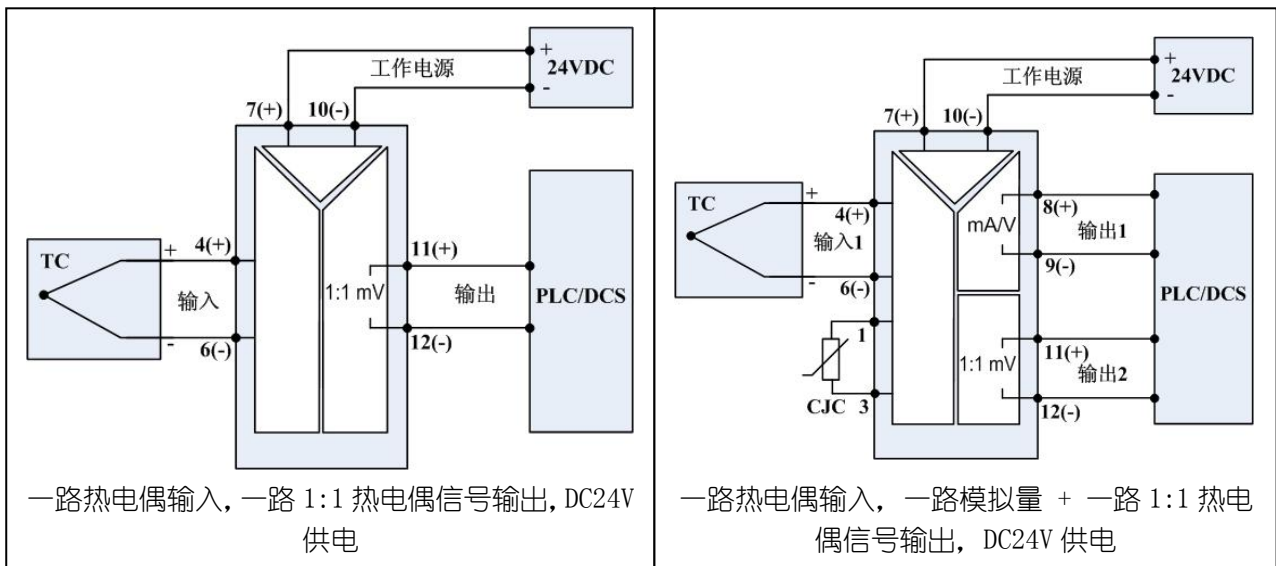 +
24VDC
-
工作电源
7(+)
10(-)
TC
+
4(+)
输入
-
6(-)
1:1 mV
11(+)
输出
12(-)
PLC/DCS
一路热电偶输入,一路 1:1 热电偶信号输出,DC24V
供电
+
24VDC
-
工作电源
7(+)
10(-)
TC
+
4(+)
输入1
-
6(-)
1
CJC
3
mA/V
8(+)
输出1
9(-)
1:1 mV
11(+)
输出2
12(-)
PLC/DCS
一路热电偶输入, 一路模拟量 + 一路 1:1 热电
偶信号输出, DC24V 供电